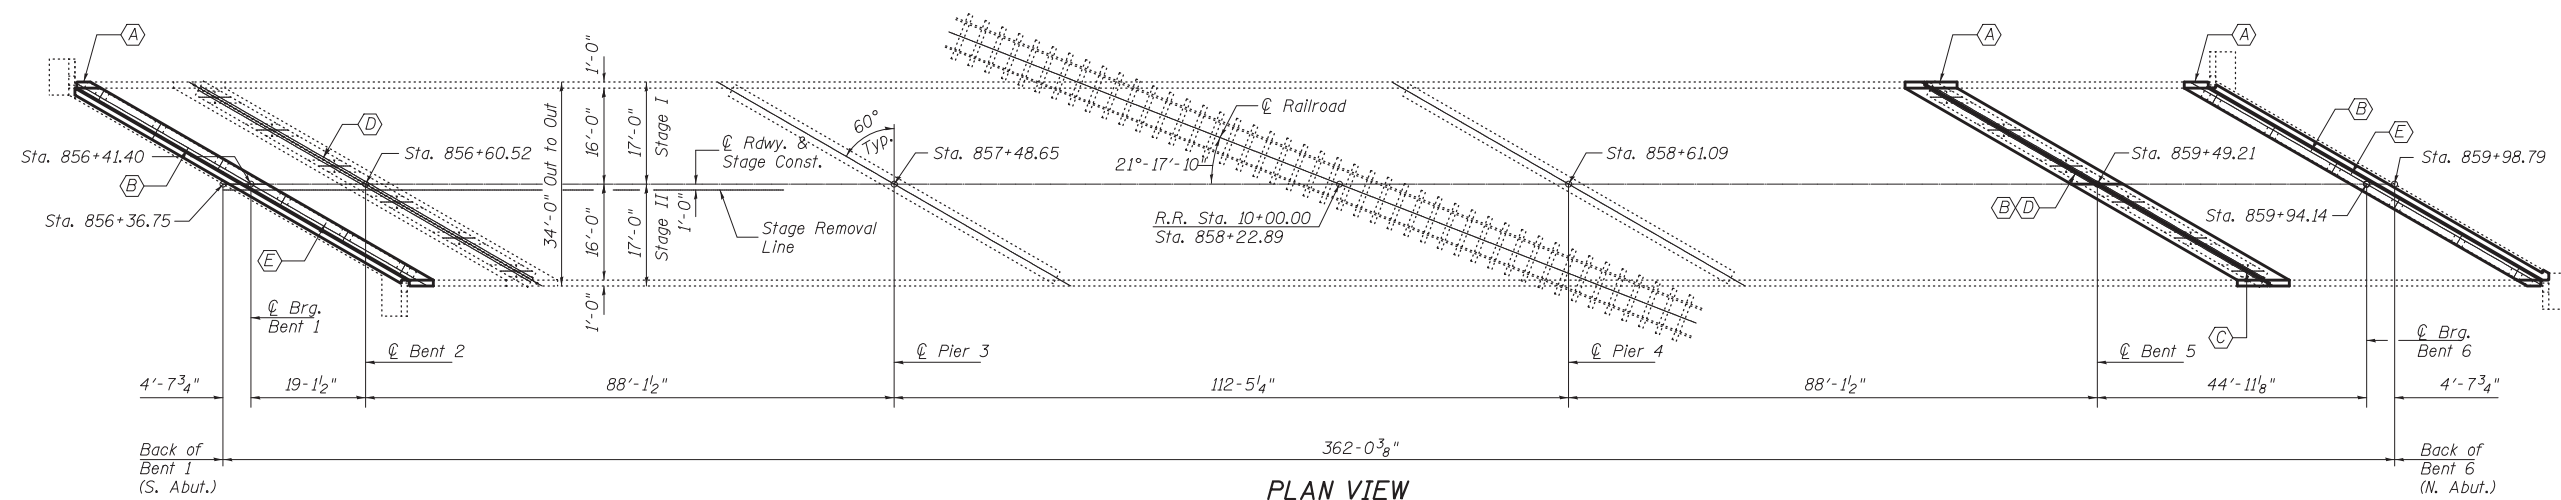 A
A
A
1'-0"
34'-0" Out to Out
16'-0"
17'-0"
Stage I
60°
Typ.
℄ Railroad
D
℄ Rdwy. &
Stage Const.
B
E
Sta. 856+41.40
Sta. 856+60.52
Sta. 857+48.65
21°-17'-10"
Sta. 858+61.09
Sta. 859+49.21
Sta. 859+98.79
B
Sta. 856+36.75
16'-0"
17'-0"
Stage II
1'-0"
Stage Removal
Line
R.R. Sta. 10+00.00
Sta. 858+22.89
B
D
Sta. 859+94.14
E
1'-0"
℄ Brg.
Bent 1
℄ Bent 2
℄ Pier 3
℄ Pier 4
C
℄ Bent 5
℄ Brg.
Bent 6
4'-7¾"
19-1½"
88'-1½"
112-5¼"
88'-1½"
44'-11⅛"
4'-7¾"
Back of
Bent 1
(S. Abut.)
362-0⅜"
Back of
Bent 6
(N. Abut.)
PLAN VIEW